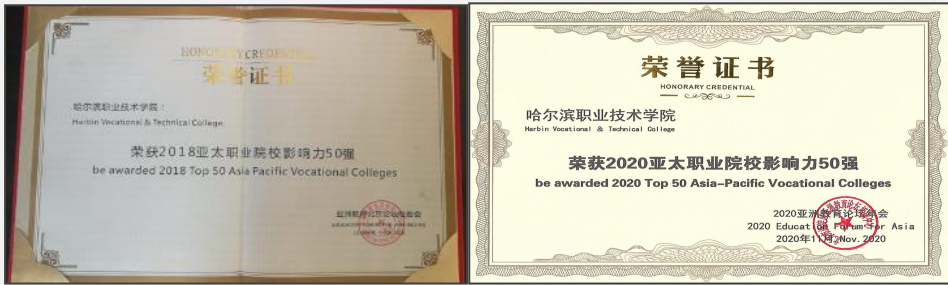 HONORARY CREDENTIAL
荣誉证书
哈尔滨职业技术学院：
Harbin Vocational & Technical College:
荣获2018亚太职业院校影响力50强
be awarded 2018 Top 50 Asia Pacific Vocational Colleges
荣誉证书
HONORARY CREDENTIAL
哈尔滨职业技术学院
Harbin Vocational & Technical College
荣获2020亚太职业院校影响力50强
be awarded 2020 Top 50 Asia-Pacific Vocational Colleges
2020亚洲教育论坛年会
2020 Education Forum For Asia
2020年11月 Nov. 2020